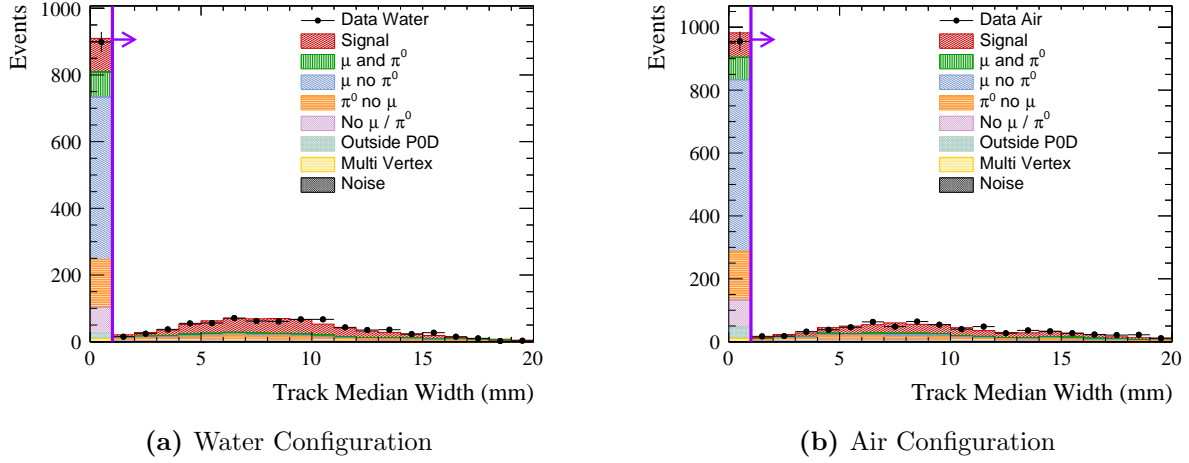 Events
1000
800
600
400
200
0
0 5 10 15 20
Track Median Width (mm)
Data Water
Signal
μ and π⁰
μ no π⁰
π⁰ no μ
No μ / π⁰
Outside P0D
Multi Vertex
Noise
(a) Water Configuration
Events
1000
800
600
400
200
0
0 5 10 15 20
Track Median Width (mm)
Data Air
Signal
μ and π⁰
μ no π⁰
π⁰ no μ
No μ / π⁰
Outside P0D
Multi Vertex
Noise
(b) Air Configuration